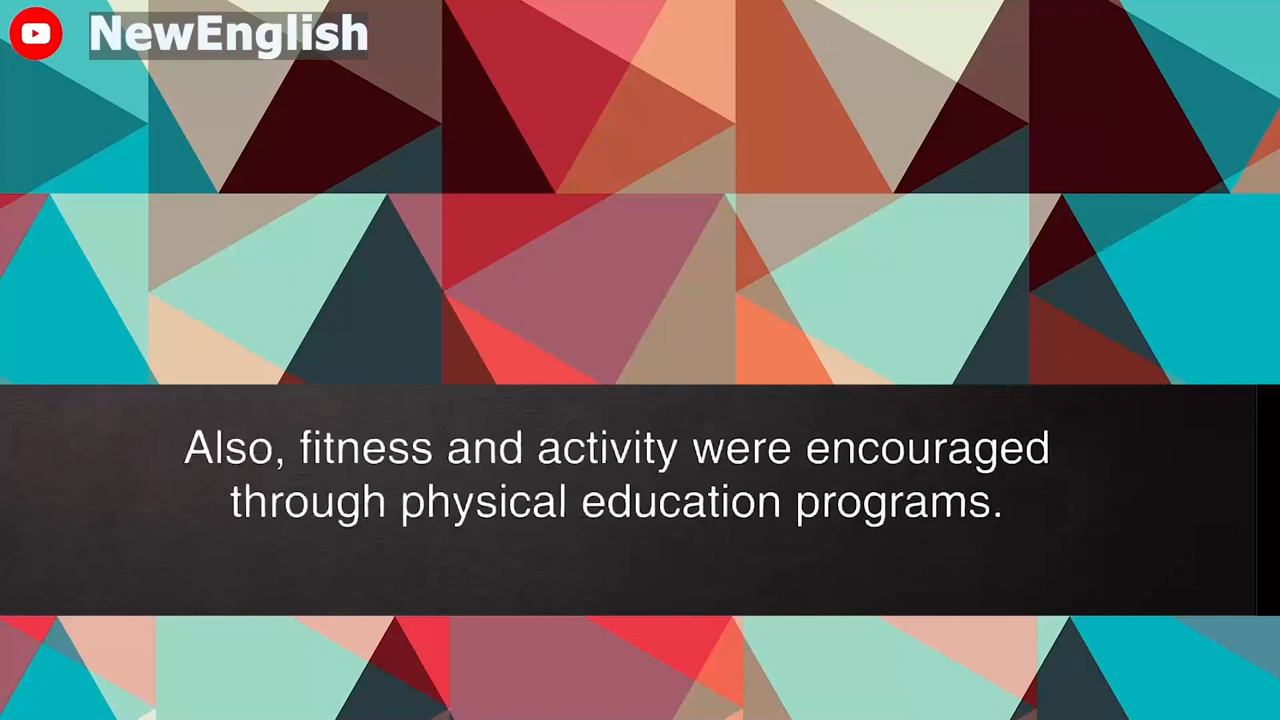 NewEnglish
Also, fitness and activity were encouraged
through physical education programs.